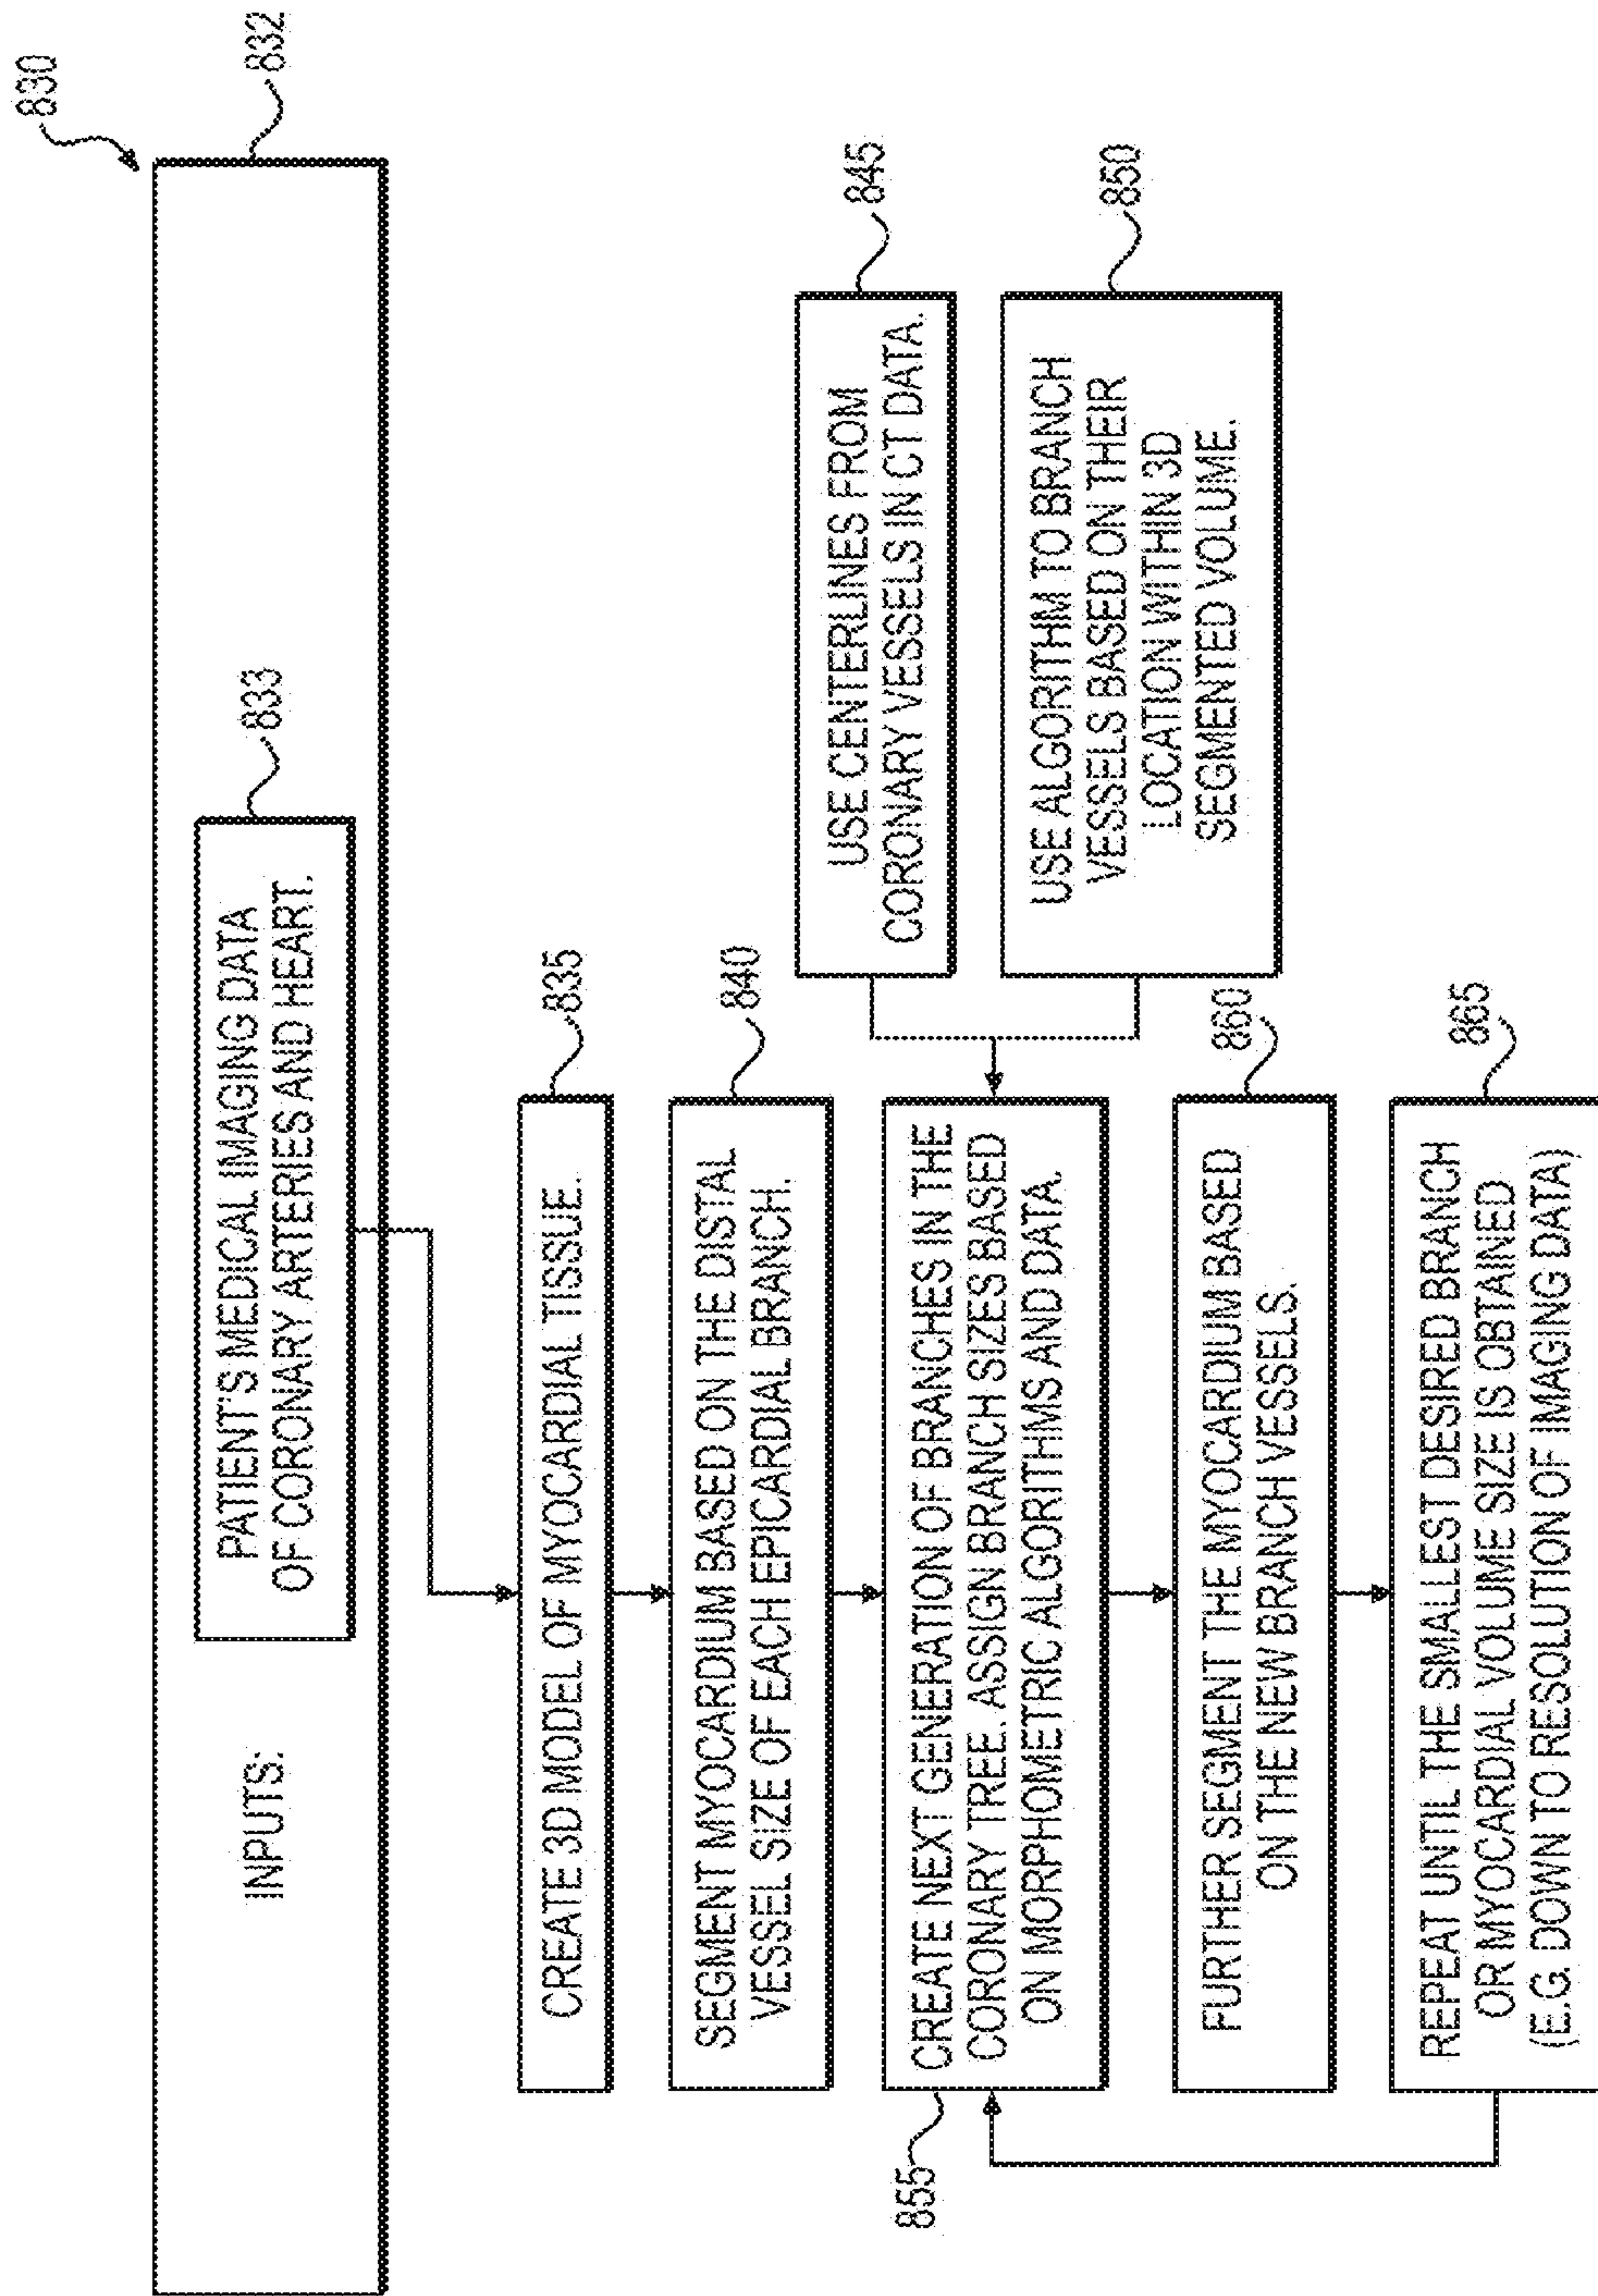 830
832
INPUTS:
PATIENT'S MEDICAL IMAGING DATA
OF CORONARY ARTERIES AND HEART.
833
CREATE 3D MODEL OF MYOCARDIAL TISSUE.
835
SEGMENT MYOCARDIUM BASED ON THE DISTAL
VESSEL SIZE OF EACH EPICARDIAL BRANCH.
840
USE CENTERLINES FROM
CORONARY VESSELS IN CT DATA.
845
USE ALGORITHM TO BRANCH
VESSELS BASED ON THEIR
LOCATION WITHIN 3D
SEGMENTED VOLUME.
850
855
CREATE NEXT GENERATION OF BRANCHES IN THE
CORONARY TREE. ASSIGN BRANCH SIZES BASED
ON MORPHOMETRIC ALGORITHMS AND DATA.
FURTHER SEGMENT THE MYOCARDIUM BASED
ON THE NEW BRANCH VESSELS.
860
REPEAT UNTIL THE SMALLEST DESIRED BRANCH
OR MYOCARDIAL VOLUME SIZE IS OBTAINED
(E.G. DOWN TO RESOLUTION OF IMAGING DATA)
865